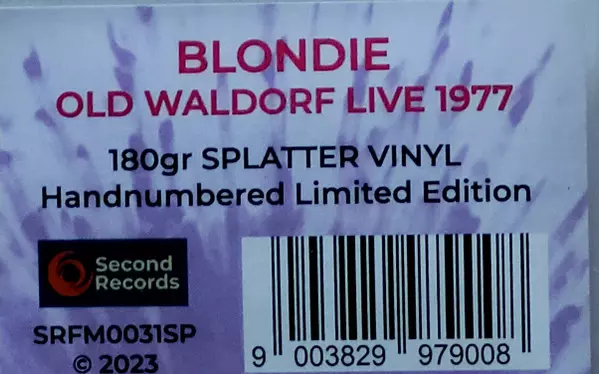 BLONDIE
OLD WALDORF LIVE 1977
180gr SPLATTER VINYL
Handnumbered Limited Edition
Second
Records
SRFM0031SP
© 2023
9 003829 979008